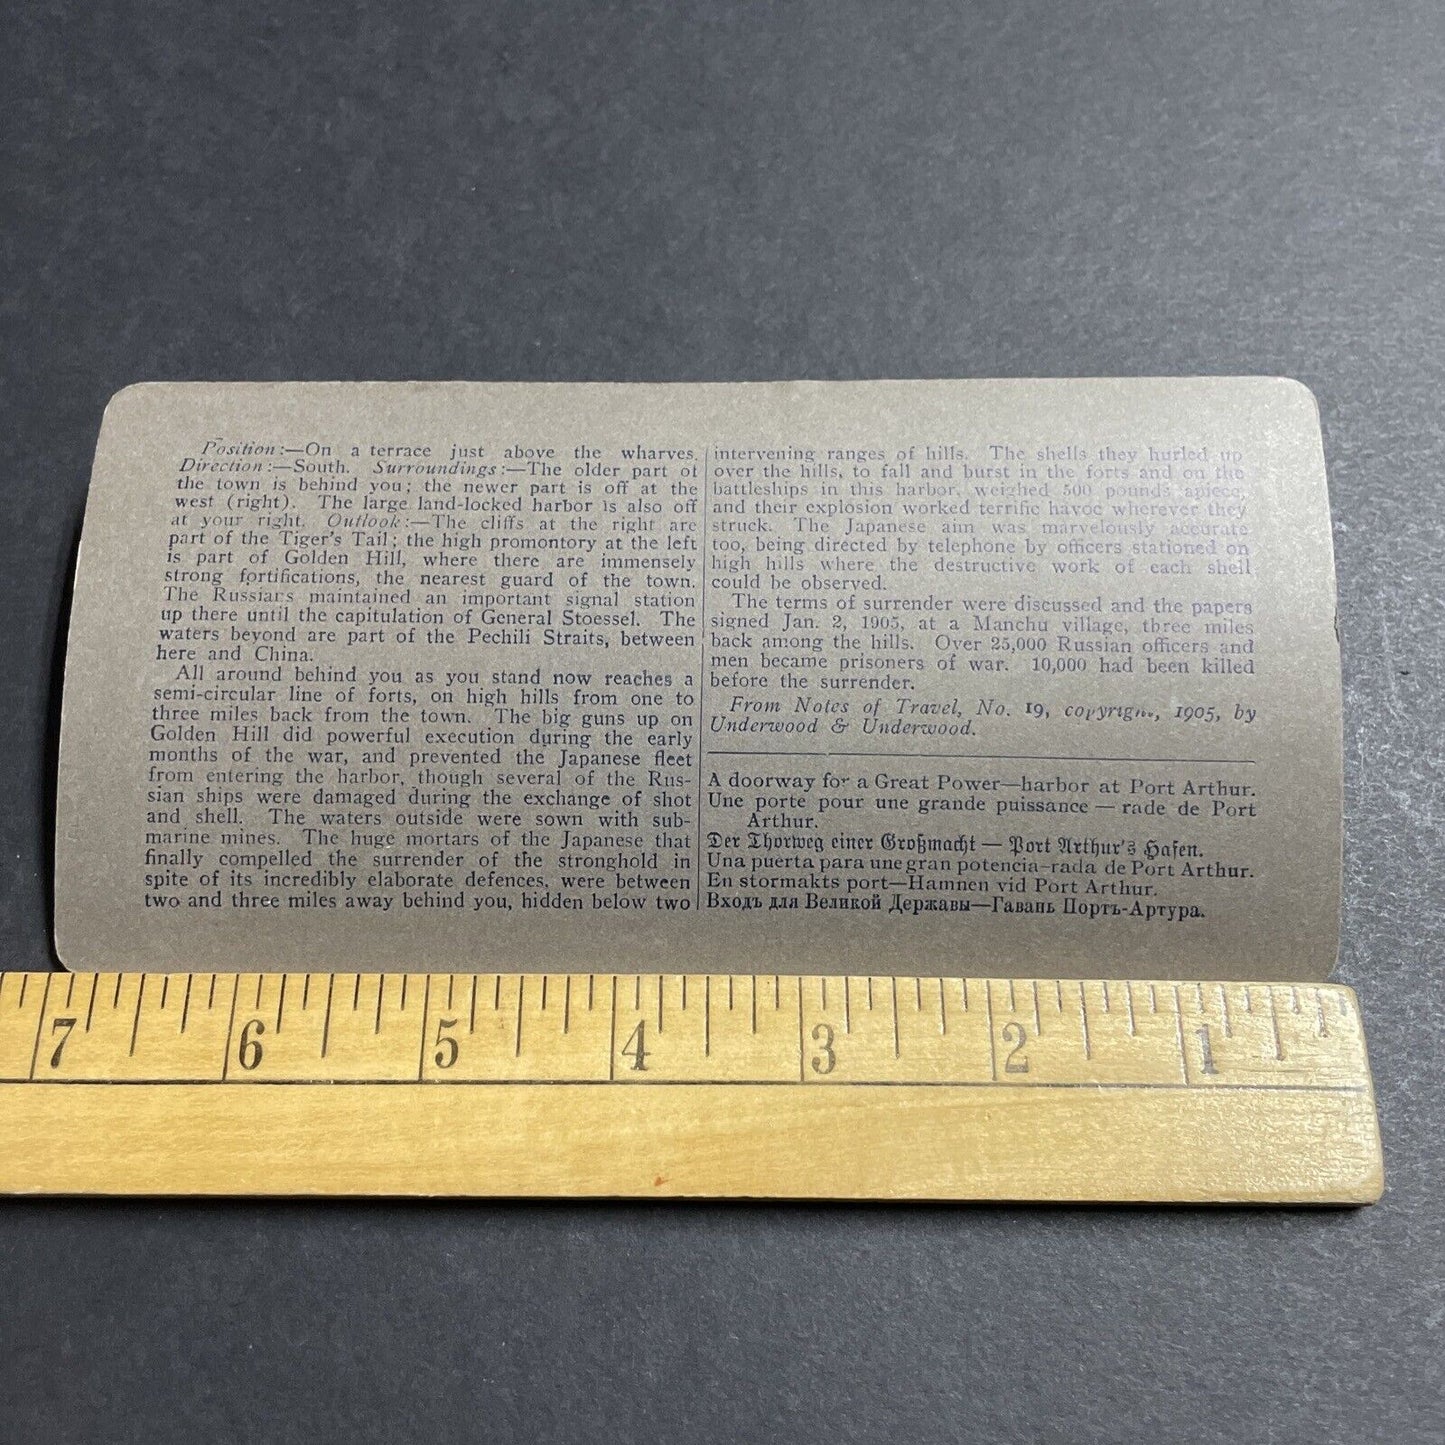 Position:—On a terrace just above the wharves.
Direction:—South. Surroundings:—The older part of
the town is behind you; the newer part is off at the
west (right). The large land-locked harbor is also off
at your right. Outlook:—The cliffs at the right are
part of the Tiger's Tail; the high promontory at the left
is part of Golden Hill, where there are immensely
strong fortifications, the nearest guard of the town.
The Russians maintained an important signal station
up there until the capitulation of General Stoessel. The
waters beyond are part of the Pechili Straits, between
here and China.
All around behind you as you stand now reaches a
semi-circular line of forts, on high hills from one to
three miles back from the town. The big guns up on
Golden Hill did powerful execution during the early
months of the war, and prevented the Japanese fleet
from entering the harbor, though several of the Rus-
sian ships were damaged during the exchange of shot
and shell. The waters outside were sown with sub-
marine mines. The huge mortars of the Japanese that
finally compelled the surrender of the stronghold in
spite of its incredibly elaborate defences, were between
two and three miles away behind you, hidden below two
intervening ranges of hills. The shells they hurled up
over the hills, to fall and burst in the forts and on the
battleships in this harbor, weighed 500 pounds apiece,
and their explosion worked terrific havoc wherever they
struck. The Japanese aim was marvelously accurate
too, being directed by telephone by officers stationed on
high hills where the destructive work of each shell
could be observed.
The terms of surrender were discussed and the papers
signed Jan. 2, 1905, at a Manchu village, three miles
back among the hills. Over 25,000 Russian officers and
men became prisoners of war. 10,000 had been killed
before the surrender.
From Notes of Travel, No. 19, copyright, 1905, by
Underwood & Underwood.
A doorway for a Great Power—harbor at Port Arthur.
Une porte pour une grande puissance — rade de Port
Arthur.
Der Thorweg einer Großmacht — Port Arthur's Hafen.
Una puerta para une gran potencia-rada de Port Arthur.
En stormakts port—Hamnen vid Port Arthur.
Входъ для Великой Державы—Гавань Портъ-Артура.
7 6 5 4 3 2 1